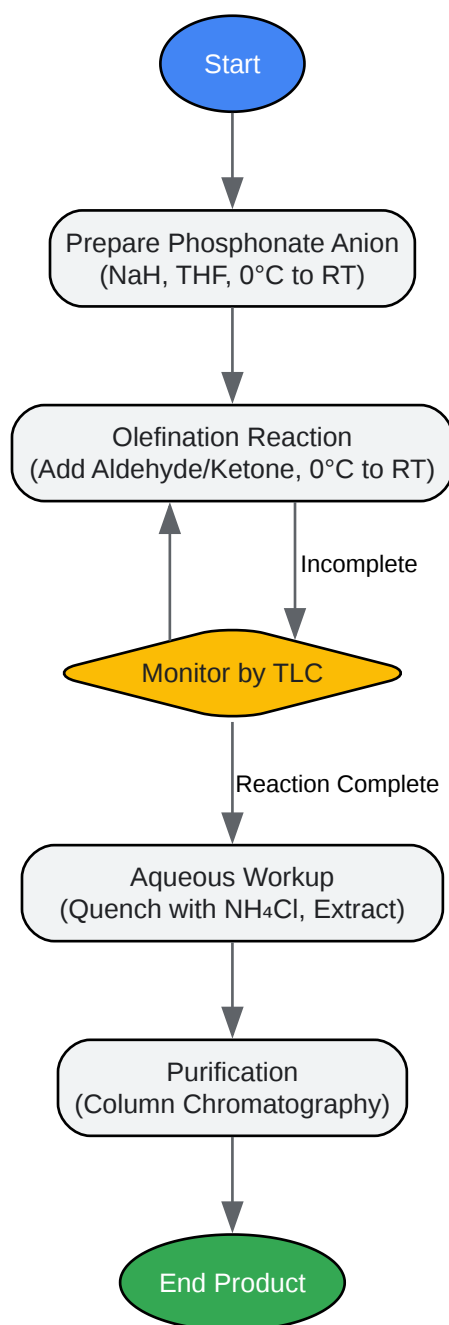 Start
Prepare Phosphonate Anion
(NaH, THF, 0°C to RT)
Olefination Reaction
(Add Aldehyde/Ketone, 0°C to RT)
Incomplete
Monitor by TLC
Reaction Complete
Aqueous Workup
(Quench with NH₄Cl, Extract)
Purification
(Column Chromatography)
End Product